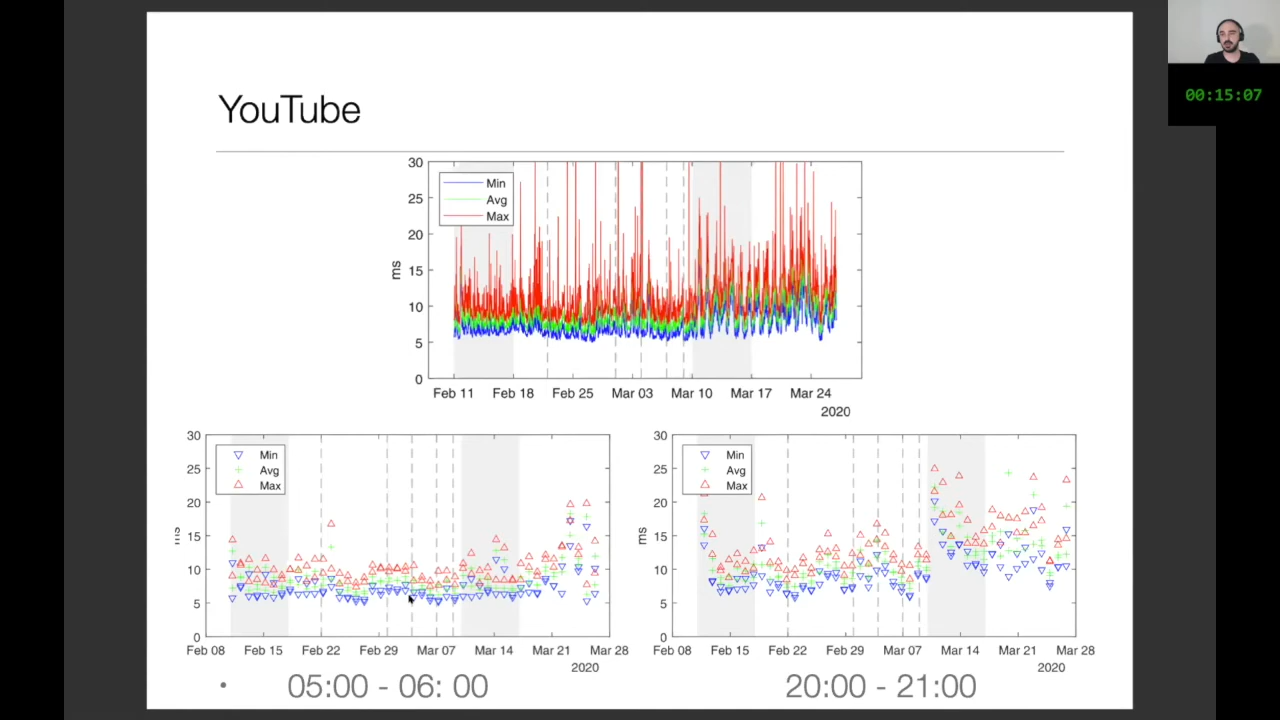 00:15:07
YouTube
30
25
20
15
10
5
0
ms
Min
Avg
Max
Feb 11 Feb 18 Feb 25 Mar 03 Mar 10 Mar 17 Mar 24
2020
30
25
20
15
10
5
0
ms
Min
Avg
Max
Feb 08 Feb 15 Feb 22 Feb 29 Mar 07 Mar 14 Mar 21 Mar 28
2020
30
25
20
15
10
5
0
ms
Min
Avg
Max
Feb 08 Feb 15 Feb 22 Feb 29 Mar 07 Mar 14 Mar 21 Mar 28
2020
• 05:00 - 06: 00 20:00 - 21:00